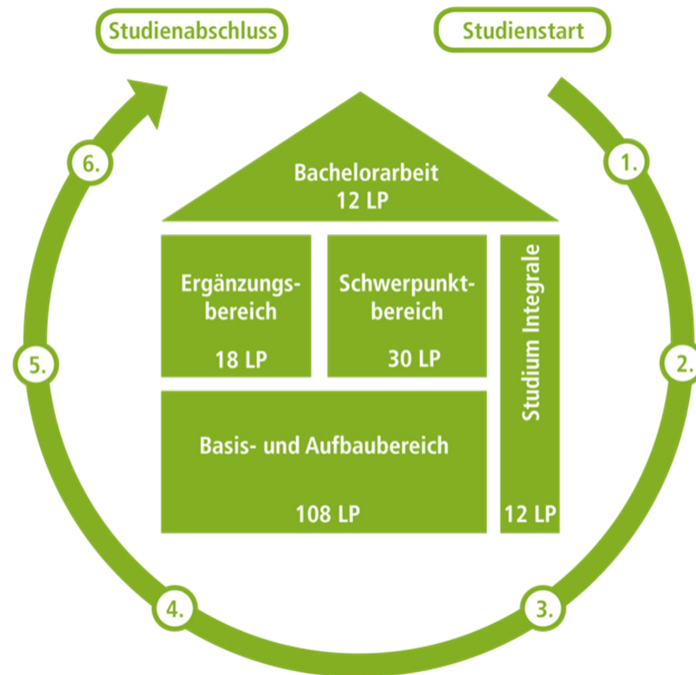 Studienabschluss
Studienstart
6.
1.
Bachelorarbeit
12 LP
Ergänzungs-
bereich
18 LP
Schwerpunkt-
bereich
30 LP
Studium Integrale
12 LP
5.
2.
Basis- und Aufbaubereich
108 LP
4.
3.